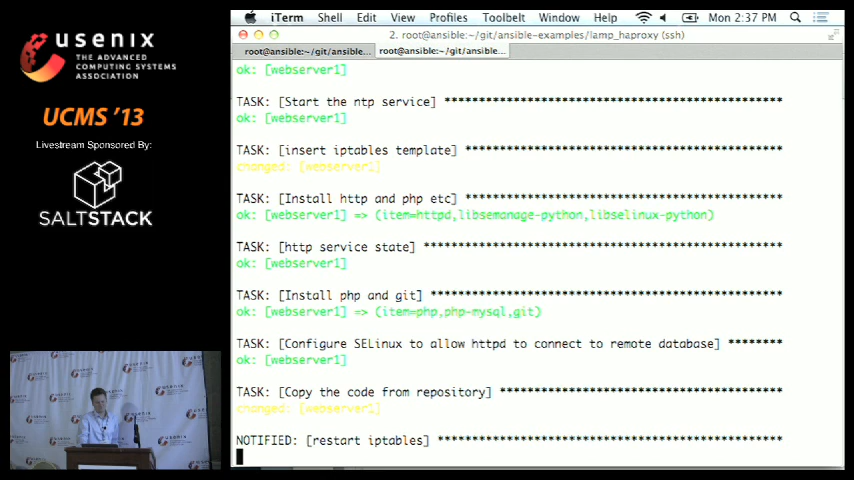 usenix
THE ADVANCED
COMPUTING SYSTEMS
ASSOCIATION
UCMS '13
Livestream Sponsored By:
SALTSTACK
iTerm Shell Edit View Profiles Toolbelt Window Help Mon 2:37 PM
2. root@ansible:~/git/ansible-examples/lamp_haproxy (ssh)
root@ansible:~/git/ansible... root@ansible:~/git/ansible...
ok: [webserver1]
TASK: [Start the ntp service] *******************************************
ok: [webserver1]
TASK: [insert iptables template] ****************************************
changed: [webserver1]
TASK: [Install http and php etc] ****************************************
ok: [webserver1] => (item=httpd,libsemanage-python,libselinux-python)
TASK: [http service state] **********************************************
ok: [webserver1]
TASK: [Install php and git] *********************************************
ok: [webserver1] => (item=php,php-mysql,git)
TASK: [Configure SELinux to allow httpd to connect to remote database] ********
ok: [webserver1]
TASK: [Copy the code from repository] ***********************************
changed: [webserver1]
NOTIFIED: [restart iptables] ********************************************